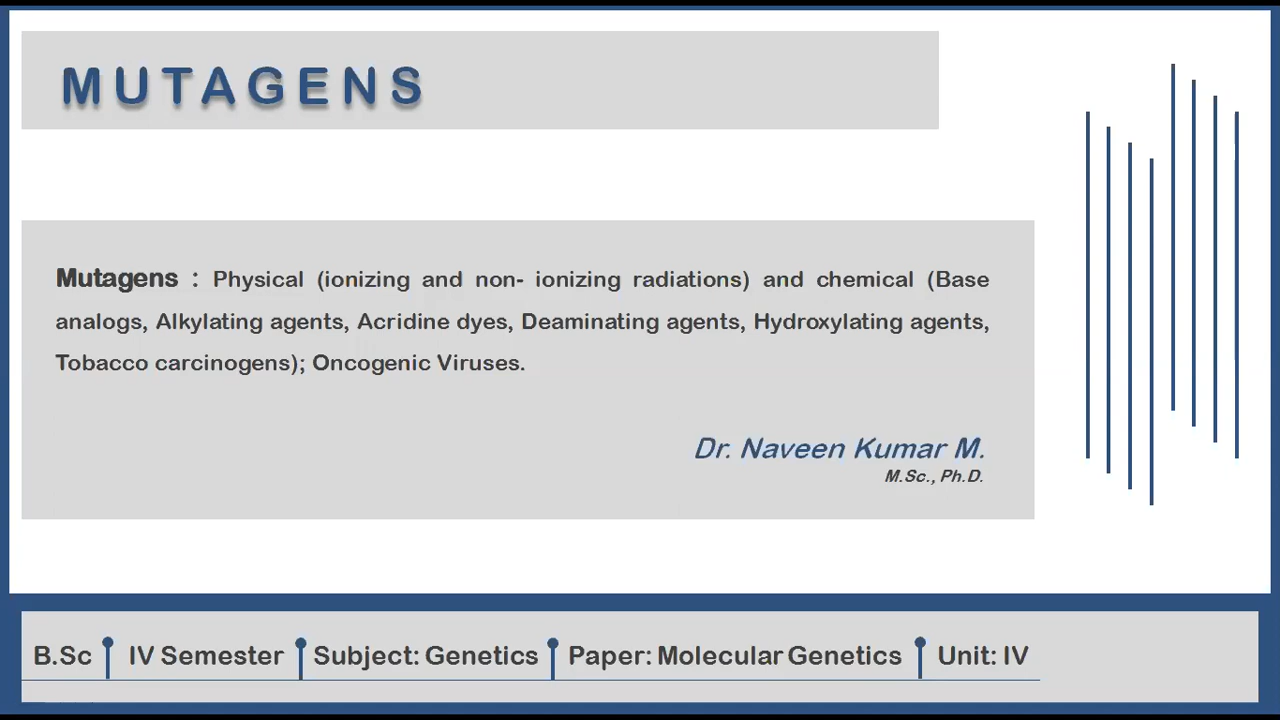 MUTAGENS
Mutagens : Physical (ionizing and non- ionizing radiations) and chemical (Base
analogs, Alkylating agents, Acridine dyes, Deaminating agents, Hydroxylating agents,
Tobacco carcinogens); Oncogenic Viruses.
Dr. Naveen Kumar M.
M.Sc., Ph.D.
B.Sc IV Semester Subject: Genetics Paper: Molecular Genetics Unit: IV